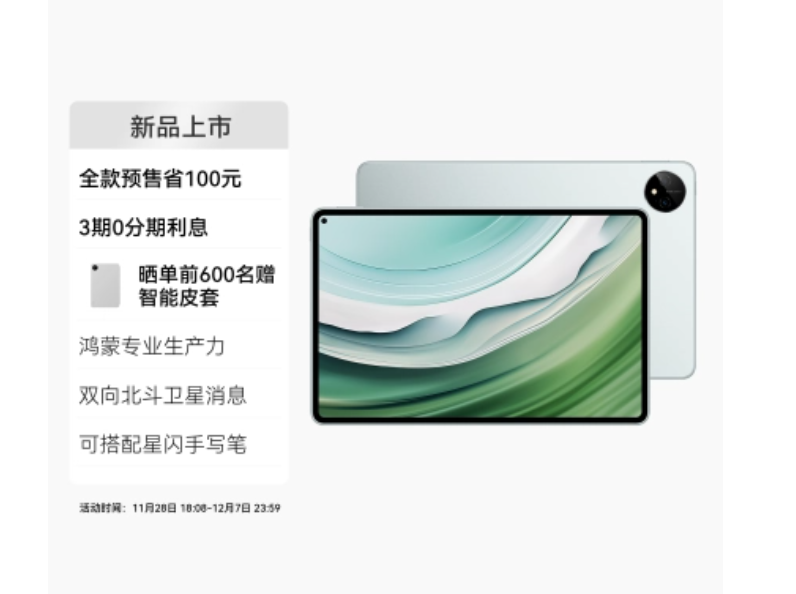 新品上市
全款预售省100元
3期0分期利息
晒单前600名赠
智能皮套
鸿蒙专业生产力
双向北斗卫星消息
可搭配星闪手写笔
活动时间：11月28日 18:08-12月7日 23:59